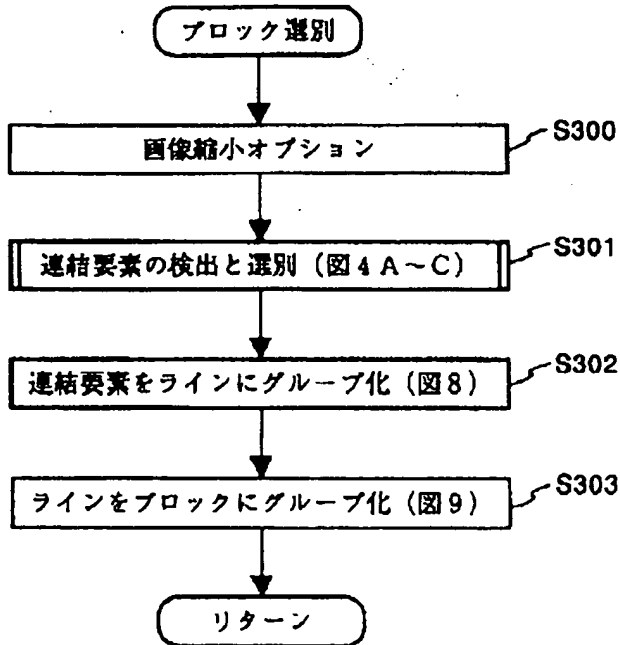 ブロック選別
画像縮小オプション
S300
連結要素の検出と選別（図４Ａ～Ｃ）
S301
連結要素をラインにグループ化（図８）
S302
ラインをブロックにグループ化（図９）
S303
リターン